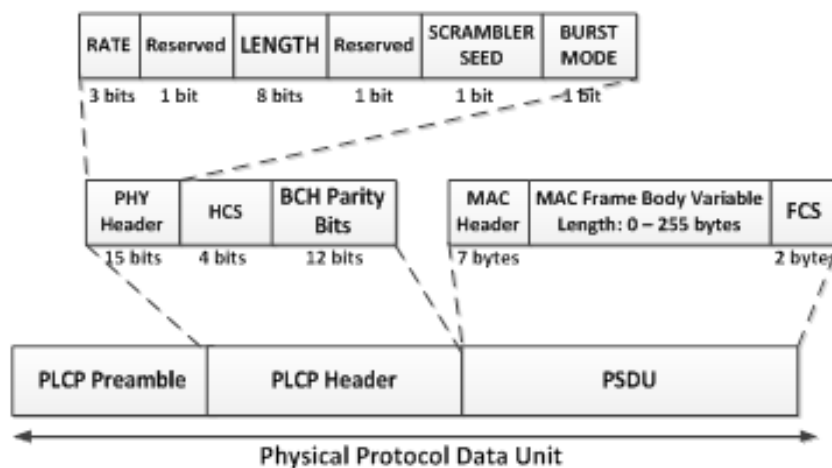 RATE Reserved LENGTH Reserved SCRAMBLER SEED BURST MODE
3 bits 1 bit 8 bits 1 bit 1 bit 1 bit
PHY Header HCS BCH Parity Bits
15 bits 4 bits 12 bits
MAC Header MAC Frame Body Variable Length: 0 – 255 bytes FCS
7 bytes 2 bytes
PLCP Preamble PLCP Header PSDU
Physical Protocol Data Unit